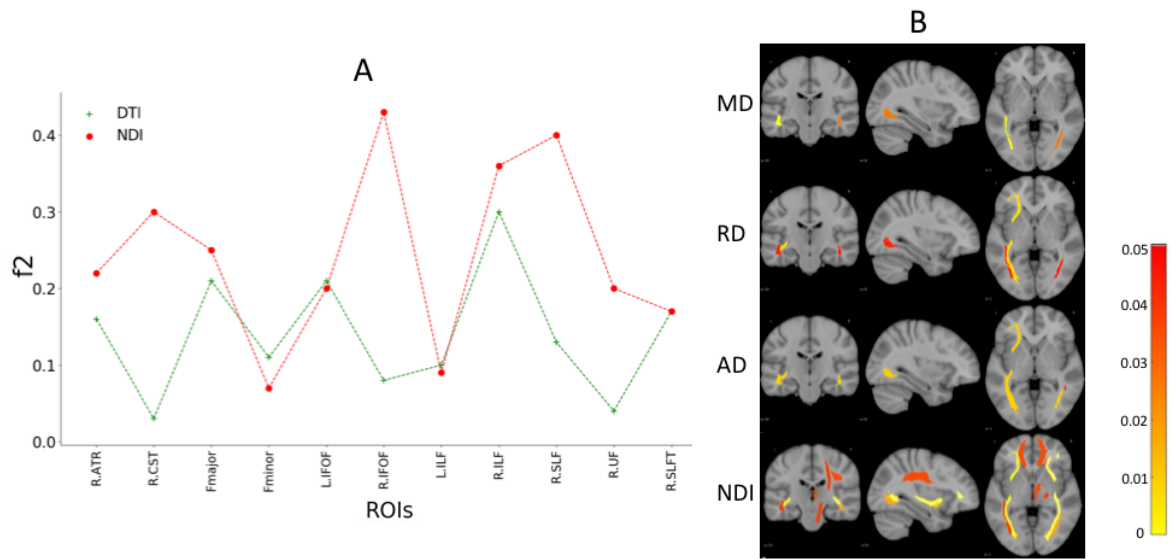 A
DTI
NDI
f2
0.4
0.3
0.2
0.1
0.0
R.ATR
R.CST
Fmajor
Fminor
L.IFOF
R.IFOF
L.ILF
R.ILF
R.SLF
R.UF
R.SLFT
ROIs
B
MD
RD
AD
NDI
0.05
0.04
0.03
0.02
0.01
0